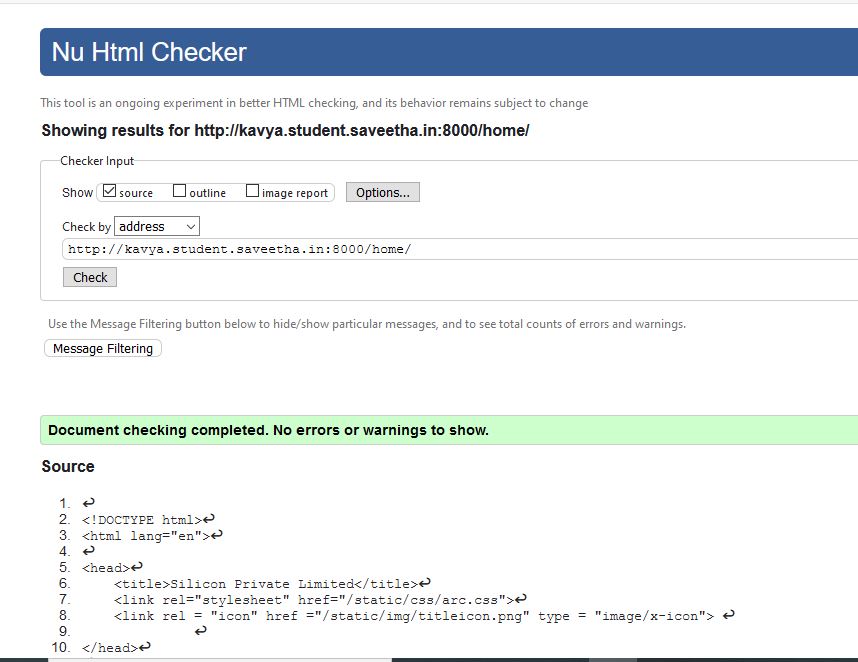 Nu Html Checker
This tool is an ongoing experiment in better HTML checking, and its behavior remains subject to change
Showing results for http://kavya.student.saveetha.in:8000/home/
Checker Input
Show source outline image report Options...
Check by address
http://kavya.student.saveetha.in:8000/home/
Check
Use the Message Filtering button below to hide/show particular messages, and to see total counts of errors and warnings.
Message Filtering
Document checking completed. No errors or warnings to show.
Source
1. ↩
2. <!DOCTYPE html>↩
3. <html lang="en">↩
4. ↩
5. <head>↩
6. <title>Silicon Private Limited</title>↩
7. <link rel="stylesheet" href="/static/css/arc.css">↩
8. <link rel = "icon" href ="/static/img/titleicon.png" type = "image/x-icon"> ↩
9. ↩
10. </head>↩